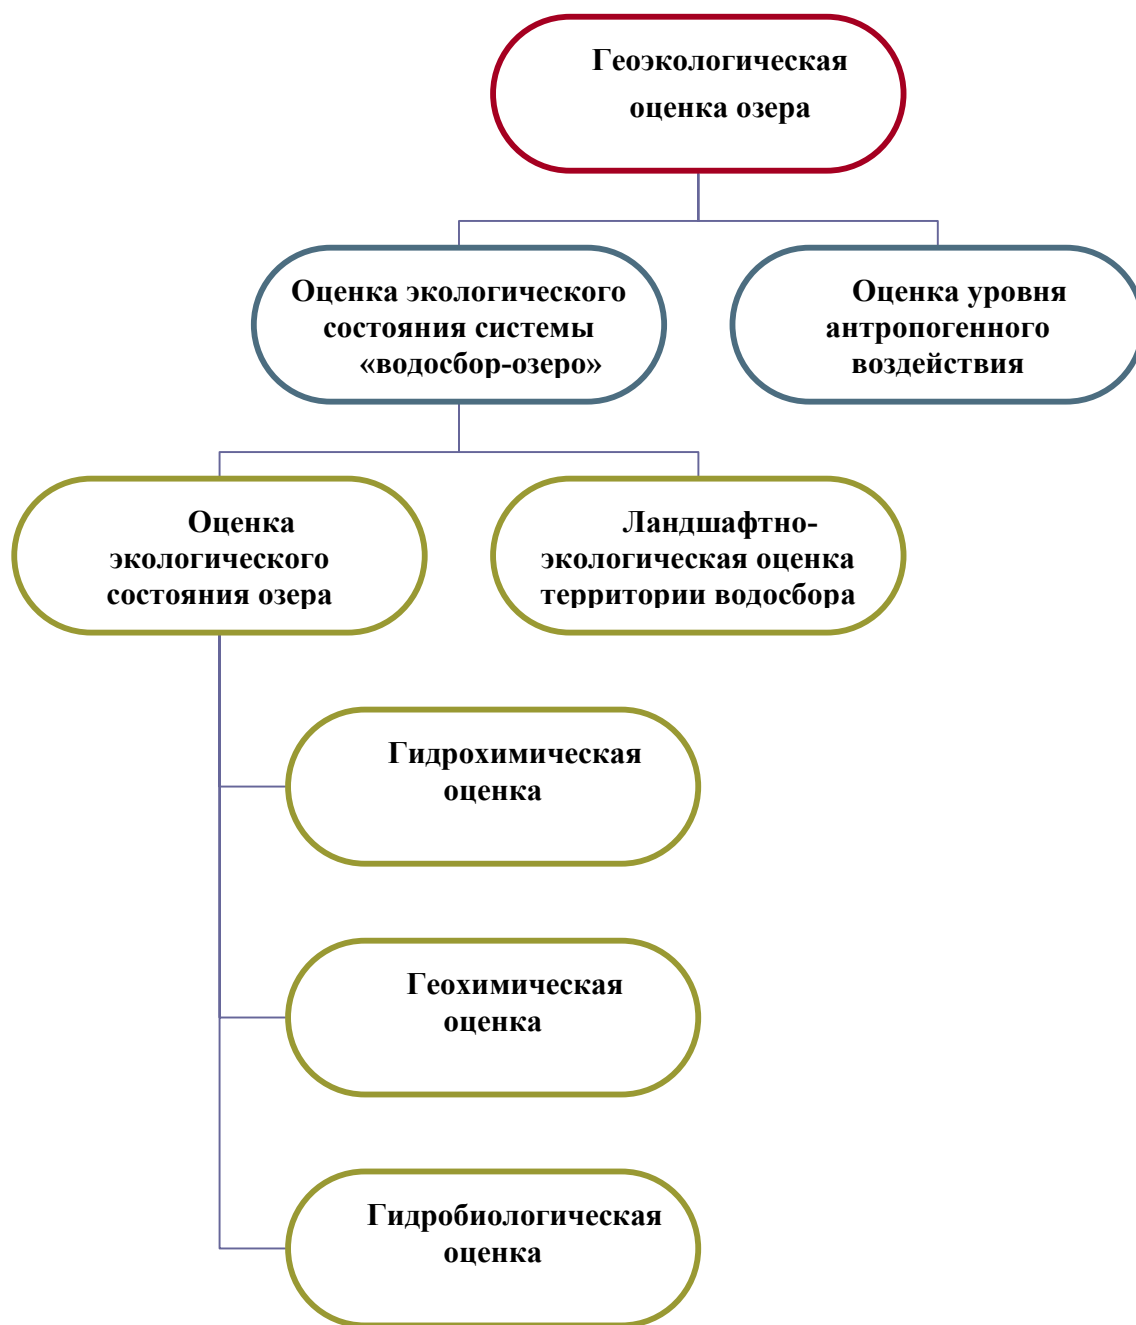 Геоэкологическая
оценка озера
Оценка экологического
состояния системы
«водосбор-озеро»
Оценка уровня
антропогенного
воздействия
Оценка
экологического
состояния озера
Ландшафтно-
экологическая оценка
территории водосбора
Гидрохимическая
оценка
Геохимическая
оценка
Гидробиологическая
оценка